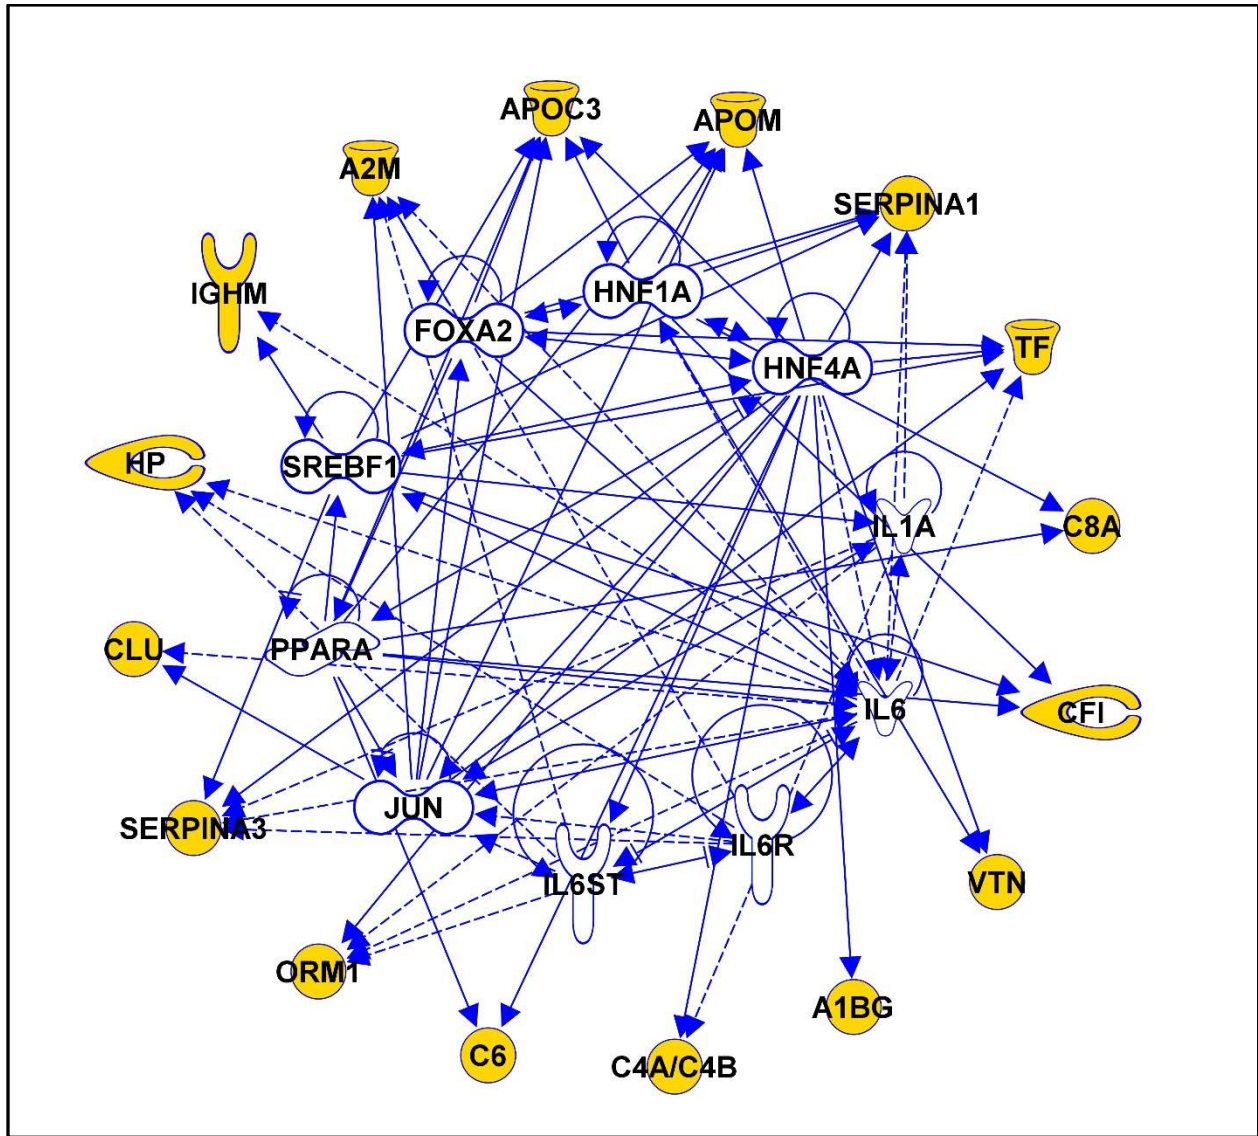 APOC3
APOM
A2M
SERPINA1
IGHM
HNF1A
FOXA2
TF
HNF4A
HP
SREBF1
IL1A
C8A
CLU
PPARA
IL6
CFI
JUN
SERPINA3
IL6R
IL6ST
VTN
ORM1
A1BG
C6
C4A/C4B